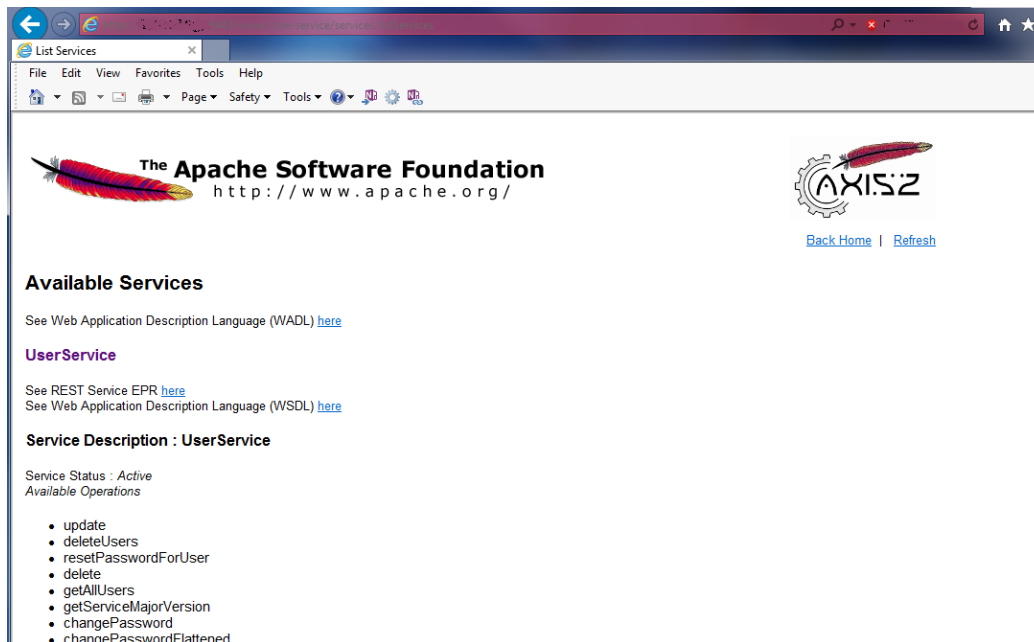 List Services
File Edit View Favorites Tools Help
Page Safety Tools
The Apache Software Foundation
http://www.apache.org/
AXIS2
Back Home | Refresh
Available Services
See Web Application Description Language (WADL) here
UserService
See REST Service EPR here
See Web Application Description Language (WSDL) here
Service Description : UserService
Service Status : Active
Available Operations
• update
• deleteUsers
• resetPasswordForUser
• delete
• getAllUsers
• getServiceMajorVersion
• changePassword
• changePasswordFlattened